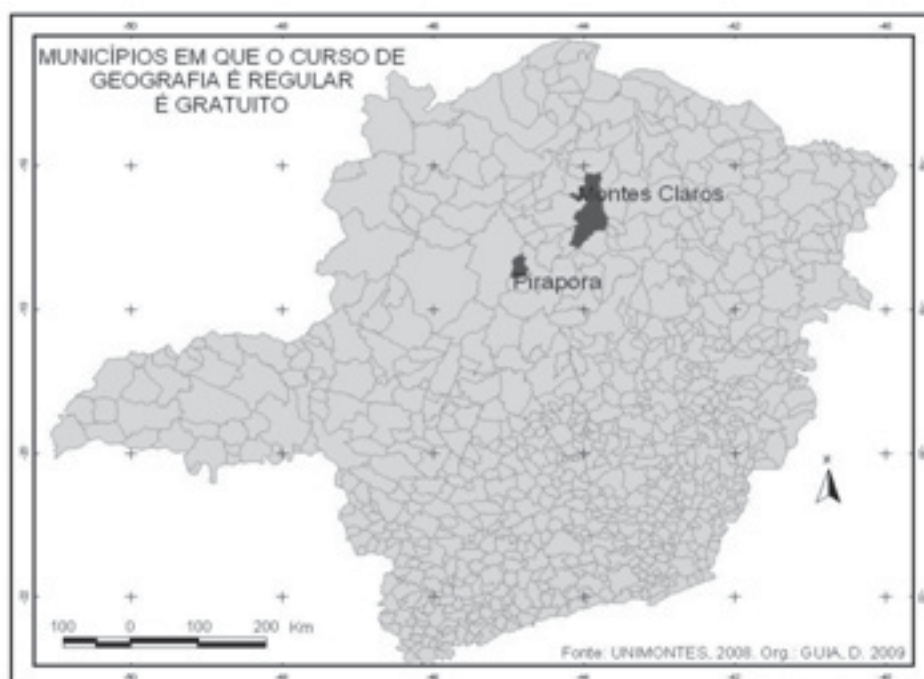 MUNICÍPIOS EM QUE O CURSO DE
GEOGRAFIA É REGULAR
É GRATUITO
Montes Claros
Pirapora
100 0 100 200 Km
Fonte: UNIMONTES, 2008. Org.: GUIA, D. 2009